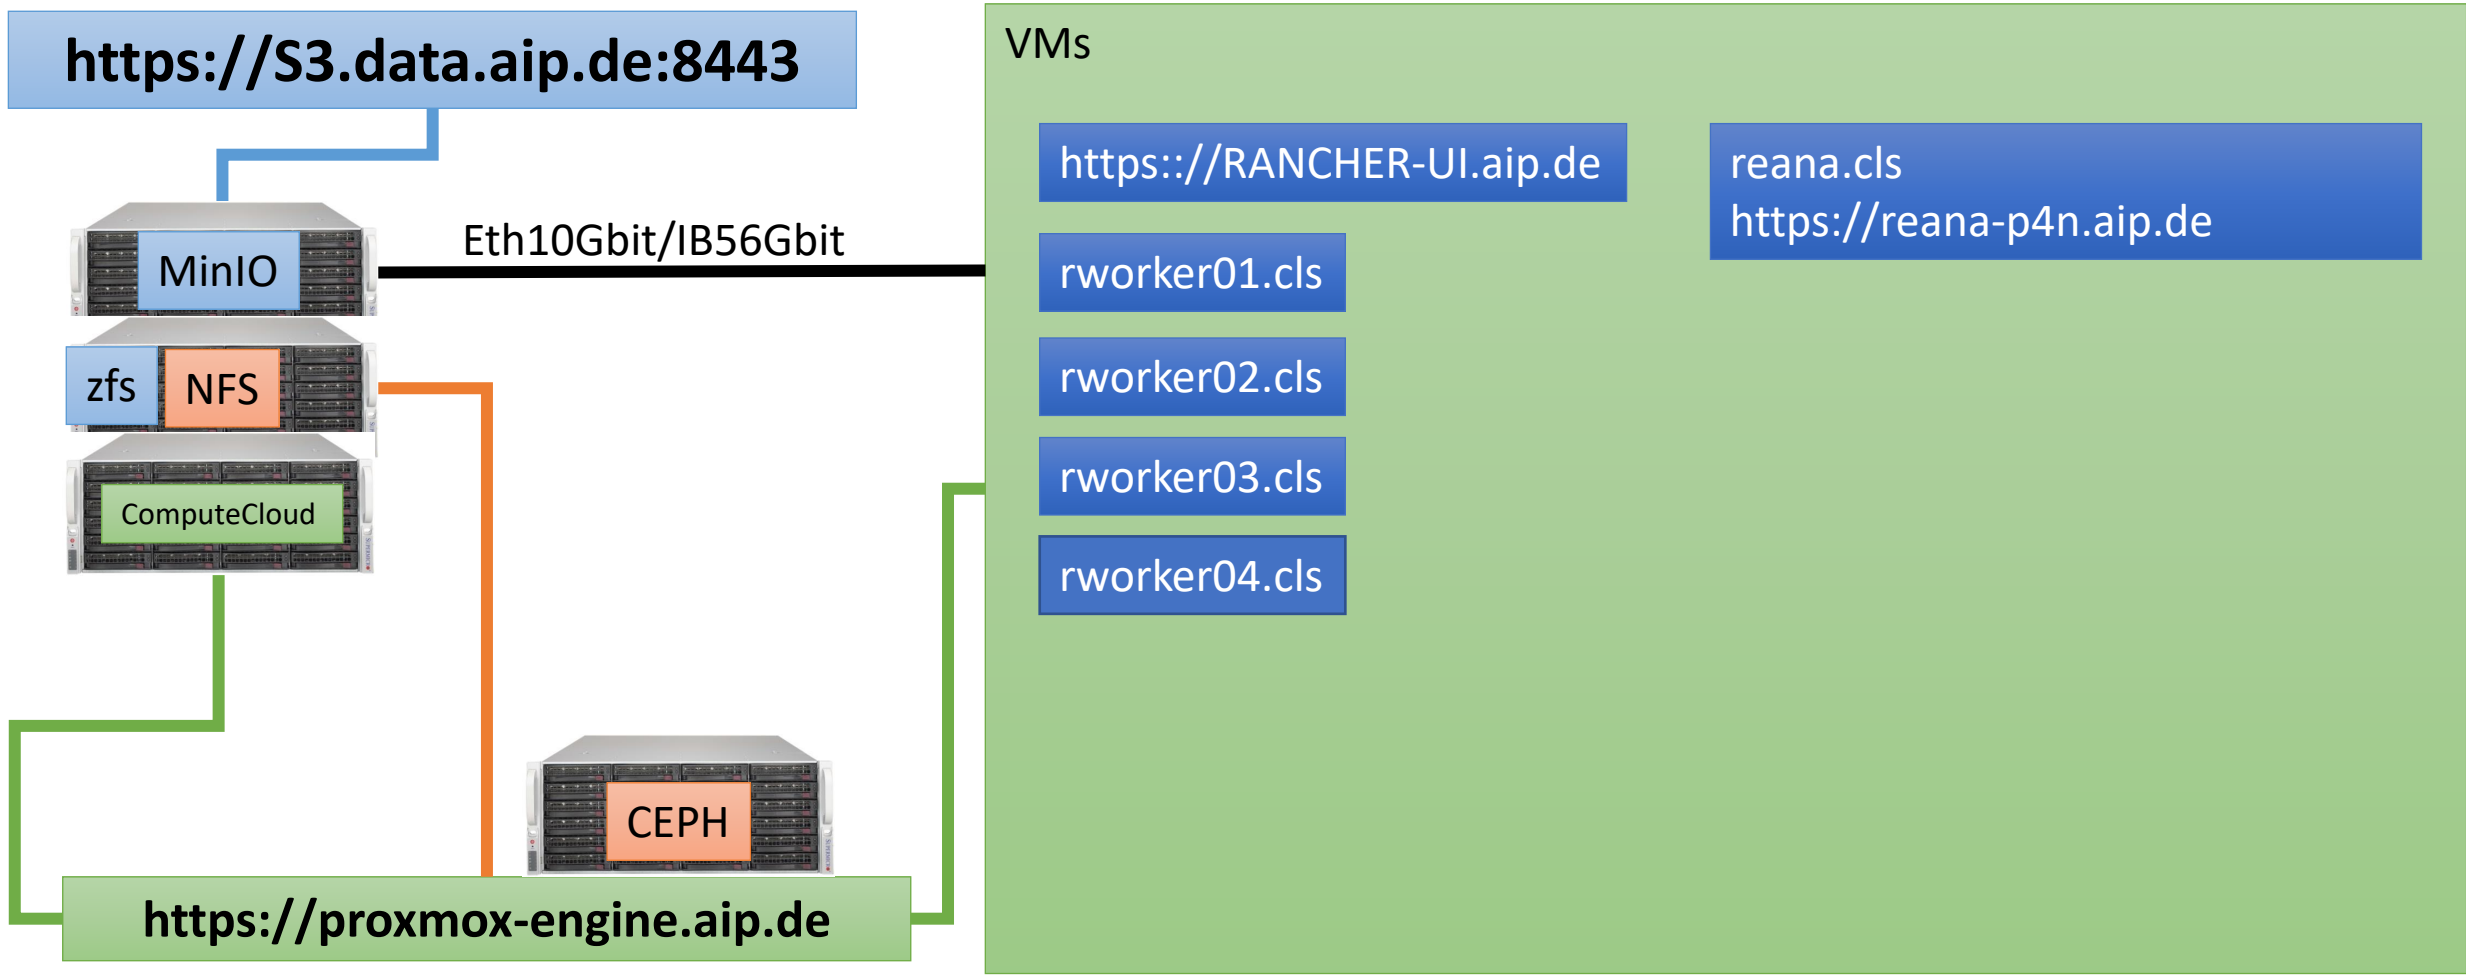 https://S3.data.aip.de:8443
MinIO
Eth10Gbit/IB56Gbit
zfs
NFS
ComputeCloud
CEPH
https://proxmox-engine.aip.de
VMs
https:://RANCHER-UI.aip.de
rworker01.cls
rworker02.cls
rworker03.cls
rworker04.cls
reana.cls
https://reana-p4n.aip.de